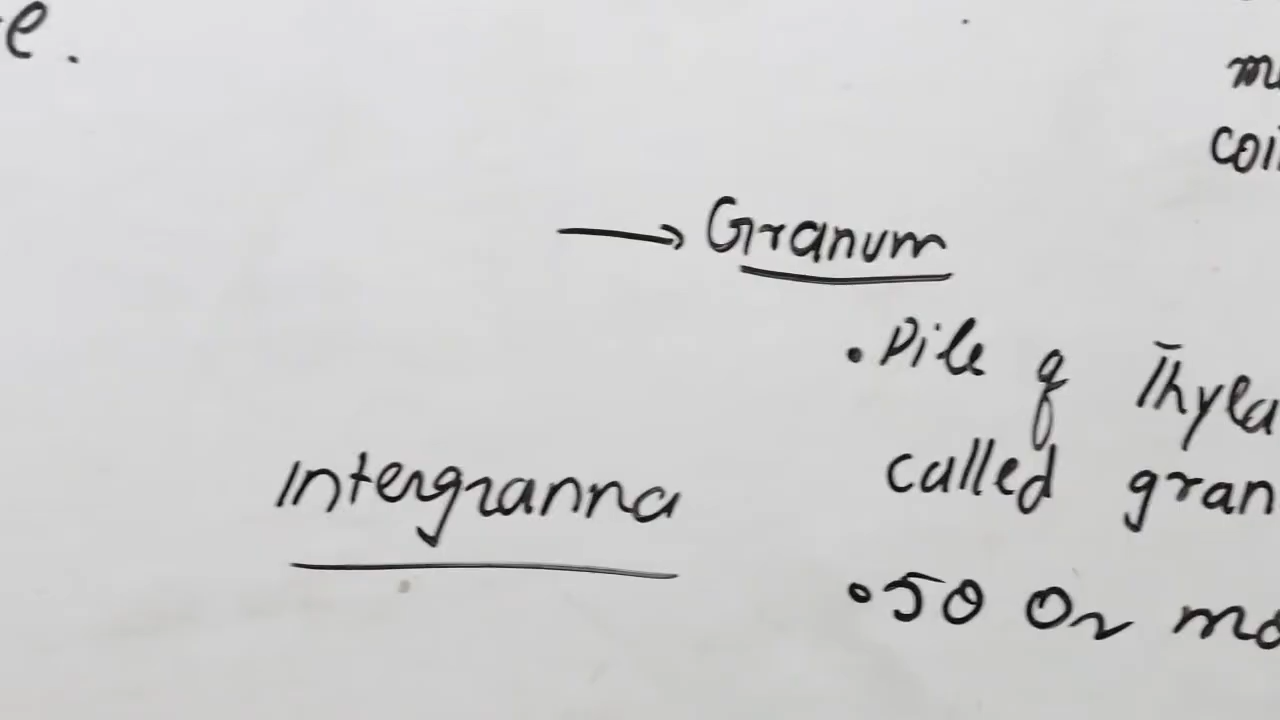 e.
→ Granum
. Pile of
called
Intergranna
. 50 Or